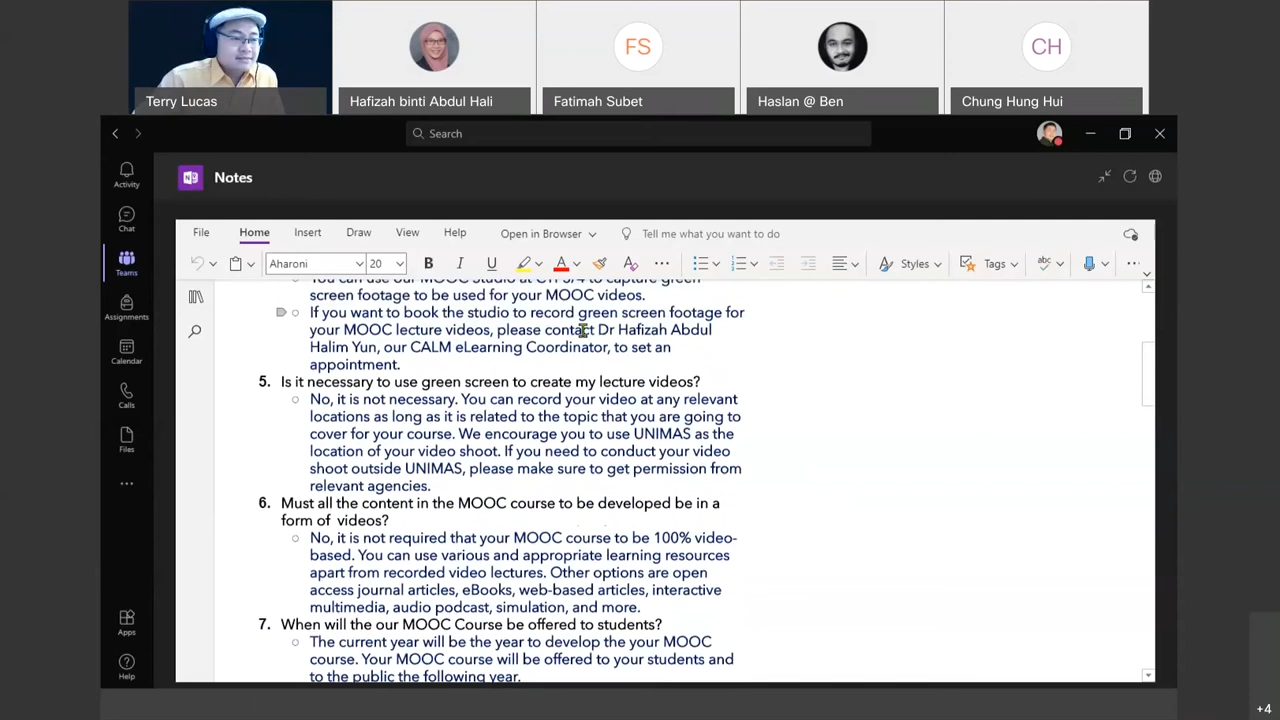 FS
CH
Terry Lucas
Hafizah binti Abdul Hali
Fatimah Subet
Haslan @ Ben
Chung Hung Hui
Search
Activity
Chat
Teams
Assignments
Calendar
Calls
Files
Apps
Help
Notes
File
Home
Insert
Draw
View
Help
Open in Browser
Tell me what you want to do
Aharoni
20
B
I
U
A
Styles
Tags
abc
You can use our MOOC studio at CTF3/4 to capture green
screen footage to be used for your MOOC videos.
If you want to book the studio to record green screen footage for
your MOOC lecture videos, please contact Dr Hafizah Abdul
Halim Yun, our CALM eLearning Coordinator, to set an
appointment.
5. Is it necessary to use green screen to create my lecture videos?
No, it is not necessary. You can record your video at any relevant
locations as long as it is related to the topic that you are going to
cover for your course. We encourage you to use UNIMAS as the
location of your video shoot. If you need to conduct your video
shoot outside UNIMAS, please make sure to get permission from
relevant agencies.
6. Must all the content in the MOOC course to be developed be in a
form of videos?
No, it is not required that your MOOC course to be 100% video-
based. You can use various and appropriate learning resources
apart from recorded video lectures. Other options are open
access journal articles, eBooks, web-based articles, interactive
multimedia, audio podcast, simulation, and more.
7. When will the our MOOC Course be offered to students?
The current year will be the year to develop the your MOOC
course. Your MOOC course will be offered to your students and
to the public the following year.
+4